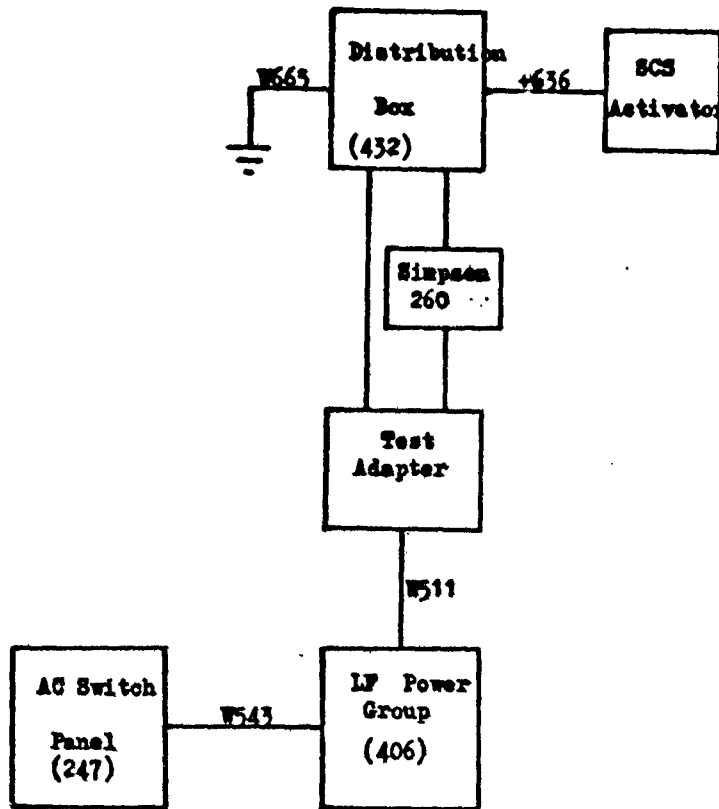 Distribution
Box
(432)
W665
+636
SCS
Activator
Simpson
260
Test
Adapter
W511
AC Switch
Panel
(247)
W543
LF Power
Group
(406)